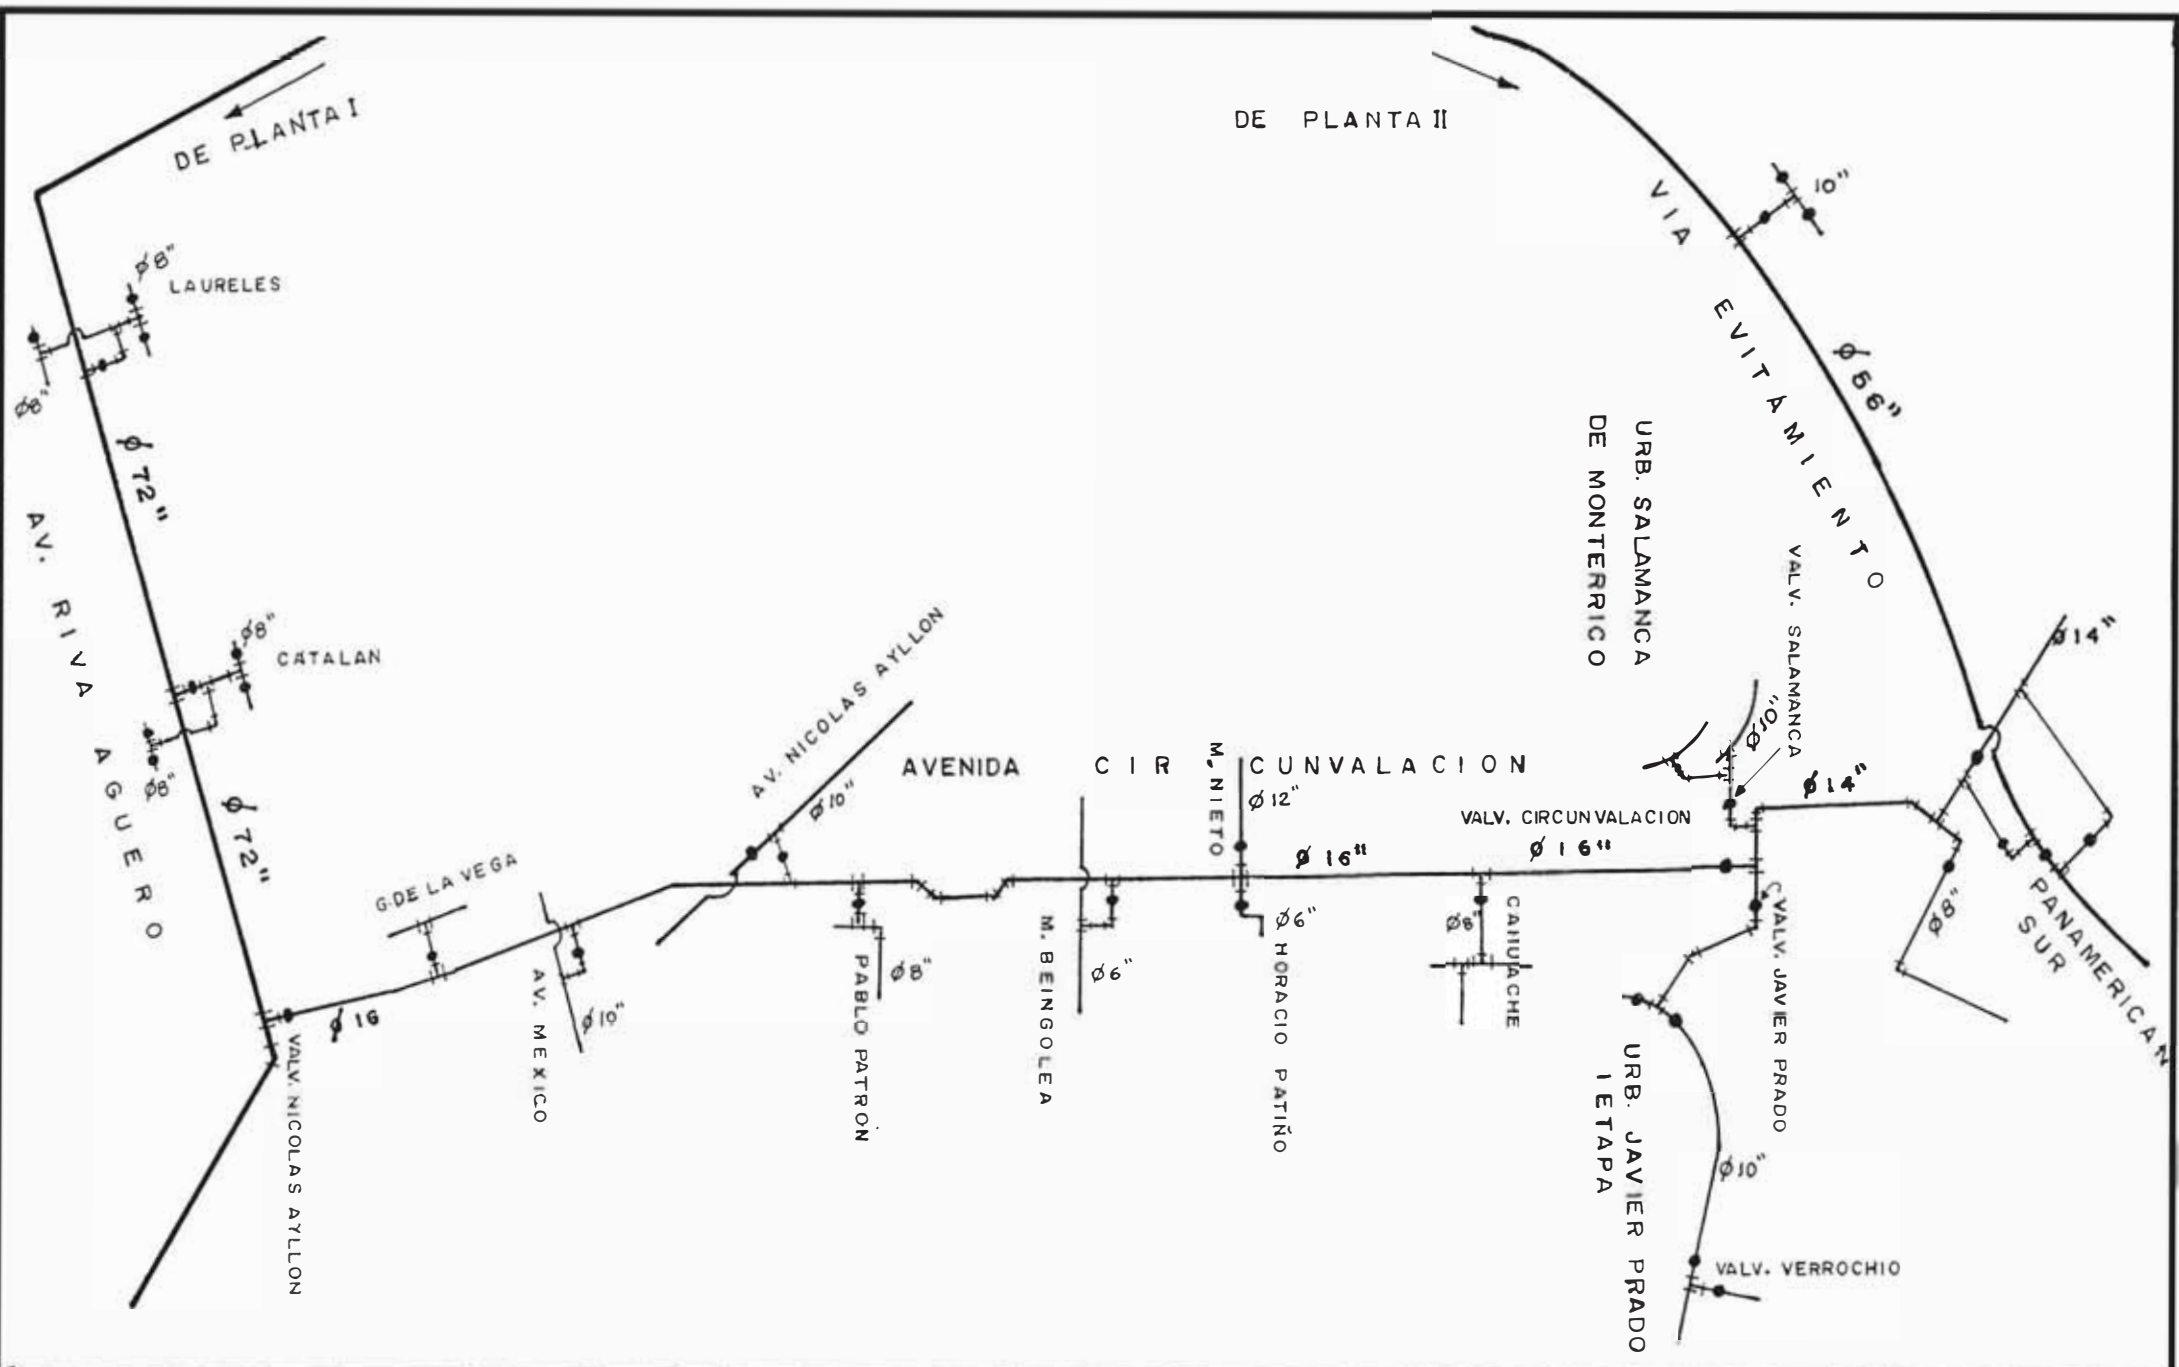 DE PLANTA I
DE PLANTA II
10"
VIA EVITAMIENTO
Ø 66"
Ø8"
LAURELES
Ø8"
Ø 72"
AV. RIVA AGUERO
Ø8"
CATALAN
Ø8"
Ø 72"
URB. SALAMANCA
DE MONTERRICO
VALV. SALAMANCA
Ø10"
Ø14"
Ø14"
AV. NICOLAS AYLLON
Ø10"
AVENIDA CIRCUNVALACION
M. NIETO
Ø12"
VALV. CIRCUNVALACION
Ø 16"
Ø 16"
G. DE LA VEGA
Ø 16
VALV. NICOLAS AYLLON
AV. MEXICO
Ø10"
PABLO PATRON
Ø8"
M. BEINGOLEA
Ø6"
Ø6"
HORACIO PATIÑO
Ø8"
CAHUACHE
VALV. JAVIER PRADO
Ø8"
PANAMERICAN
SUR
URB. JAVIER PRADO
I ETAPA
Ø10"
VALV. VERROCHIO